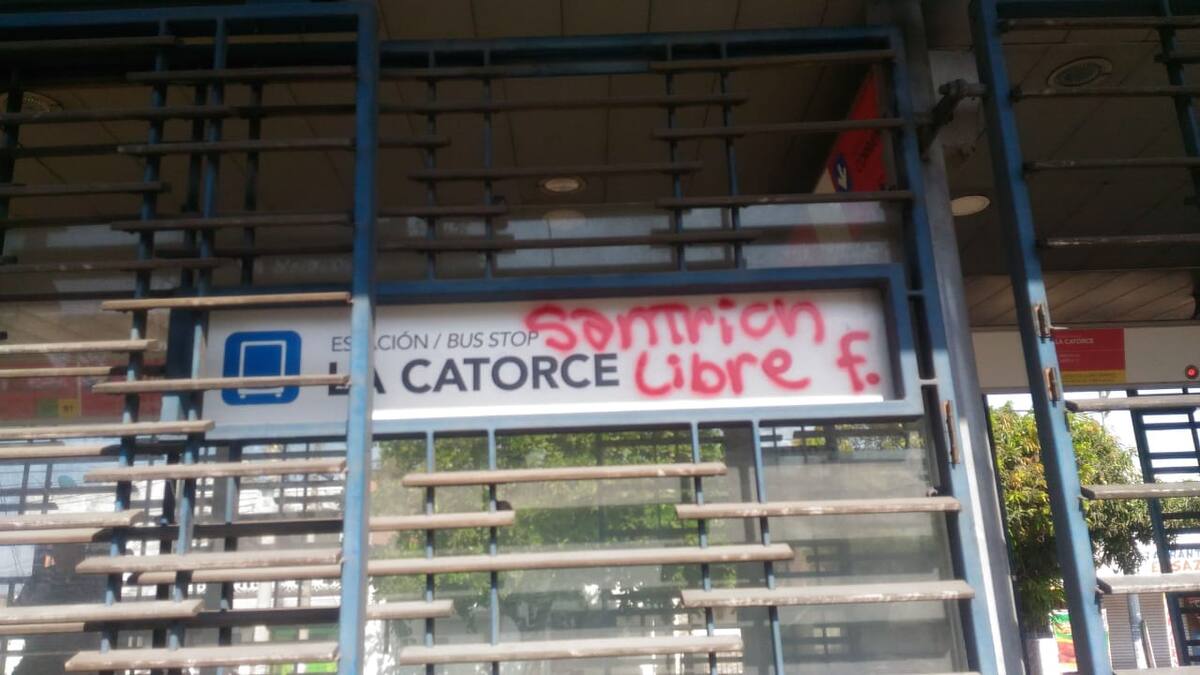 ESTACIÓN / BUS STOP
LA CATORCE
Santrich
Libre f.
LA CATORCE